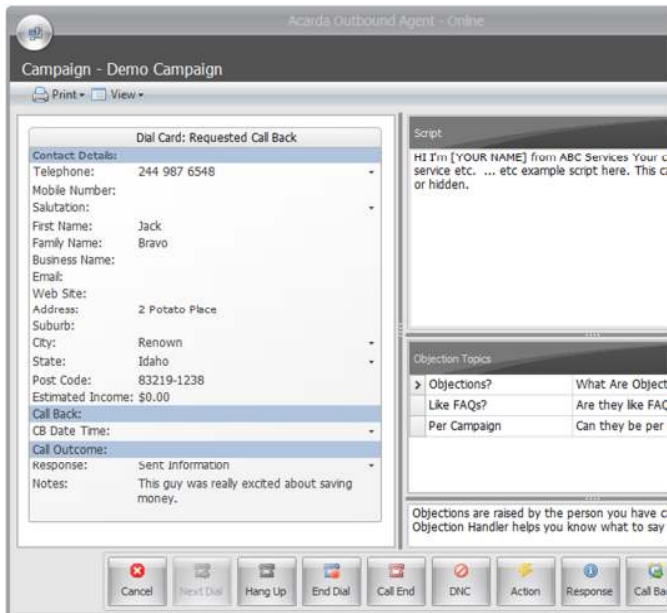 Acarda Outbound Agent - Online
Campaign - Demo Campaign
Print View
Dial Card: Requested Call Back
Contact Details:
Telephone: 244 987 6548
Mobile Number:
Salutation:
First Name: Jack
Family Name: Bravo
Business Name:
Email:
Web Site:
Address: 2 Potato Place
Suburb:
City: Renown
State: Idaho
Post Code: 83219-1238
Estimated Income: $0.00
Call Back:
CB Date Time:
Call Outcome:
Response: Sent Information
Notes: This guy was really excited about saving
money.
Script
HI I'm [YOUR NAME] from ABC Services Your
service etc. ... etc example script here. This
or hidden.
Objection Topics
Objections? What Are
Like FAQs? Are they like
Per Campaign Can they be per
Objections are raised by the person you have
Objection Handler helps you know what to say
Cancel
Next Dial
Hang Up
End Dial
Call End
DNC
Action
Response
Call